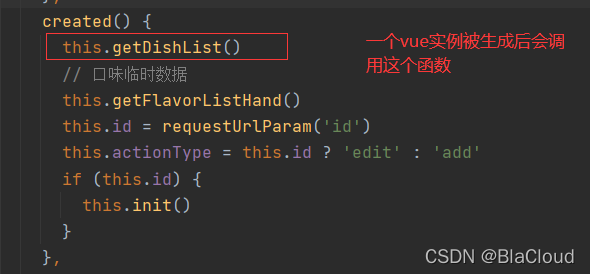 },
created() {
this.getDishList()
一个vue实例被生成后会调
用这个函数
// 口味临时数据
this.getFlavorListHand()
this.id = requestUrlParam('id')
this.actionType = this.id ? 'edit' : 'add'
if (this.id) {
this.init()
}
},
CSDN @BlaCloud